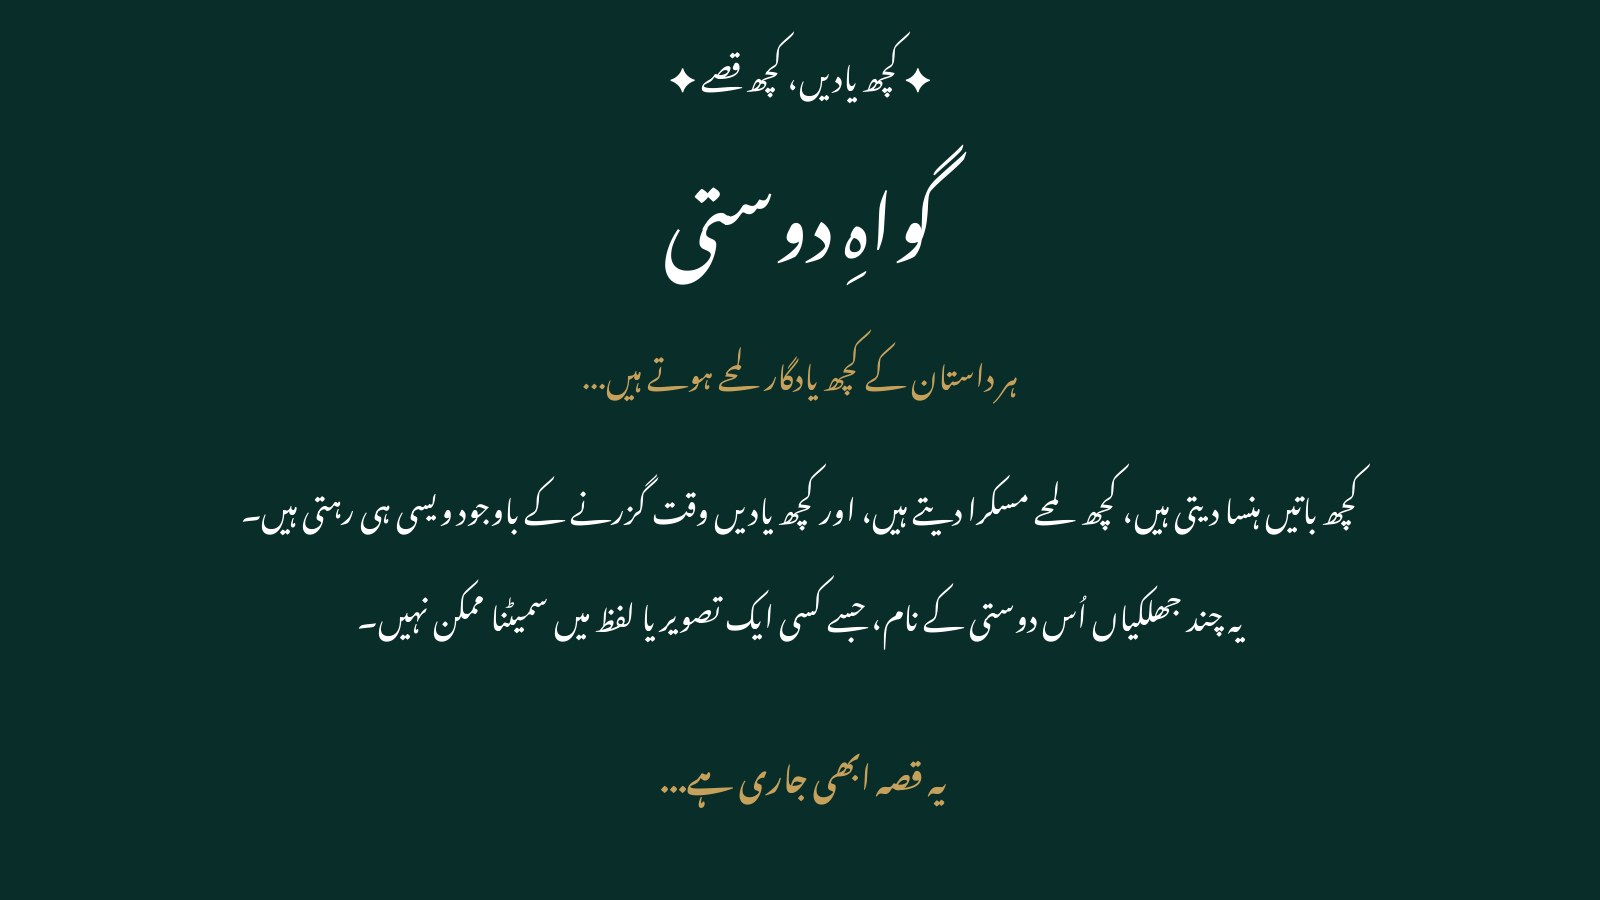 ✦ کچھ یادیں، کچھ قصے ✦
گواہِ دوستی
ہر داستان کے کچھ یادگار لمحے ہوتے ہیں...
کچھ باتیں ہنسا دیتی ہیں، کچھ لمحے مسکرا دیتے ہیں، اور کچھ یادیں وقت گزرنے کے باوجود ویسی ہی رہتی ہیں۔
یہ چند جھلکیاں اُس دوستی کے نام، جسے کسی ایک تصویر یا لفظ میں سمیٹنا ممکن نہیں۔
یہ قصہ ابھی جاری ہے...